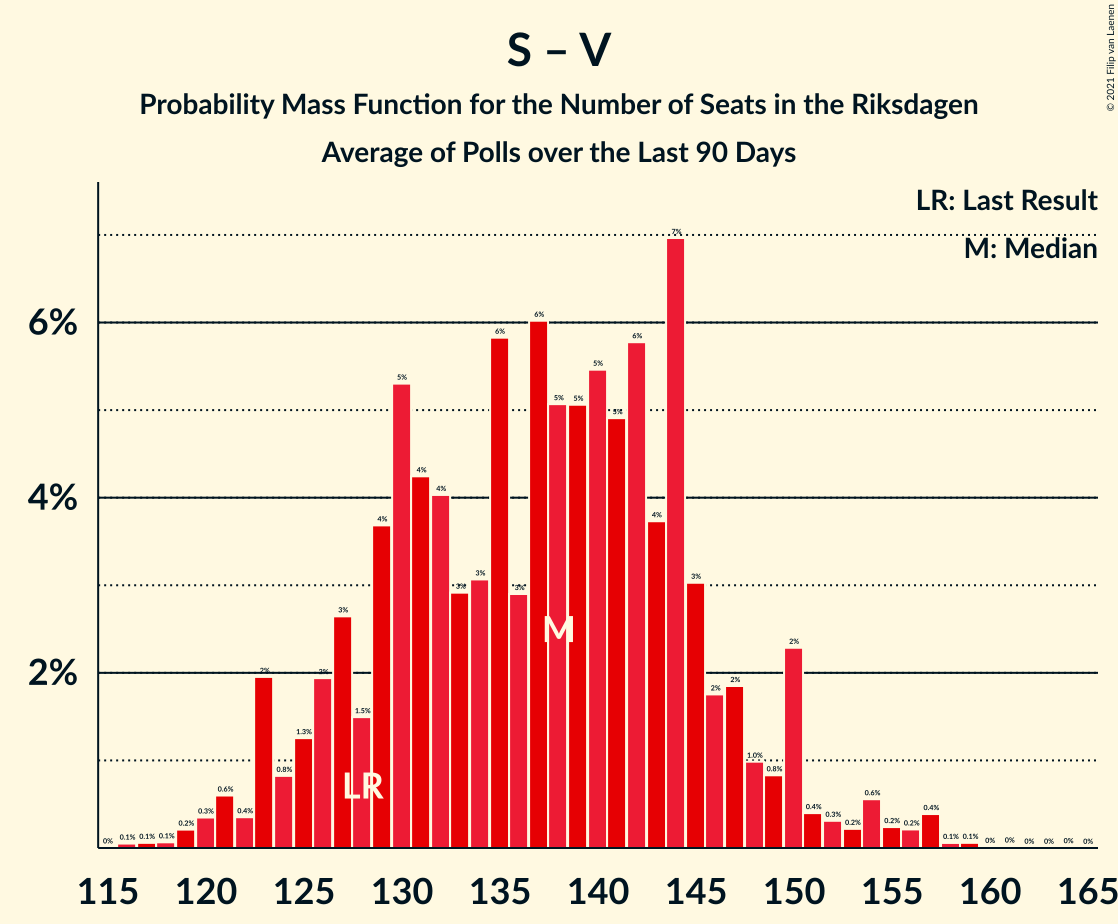 S – V
Probability Mass Function for the Number of Seats in the Riksdagen
Average of Polls over the Last 90 Days
© 2021 Filip van Laenen
LR: Last Result
M: Median
6%
4%
2%
0% 0.1% 0.1% 0.1% 0.2% 0.3% 0.6% 0.4% 2% 0.8% 1.3% 2% 3% 1.5% 4% 5% 4% 4% 3% 3% 6% 3% 6% 5% 5% 5% 5% 6% 4% 7% 3% 2% 2% 1.0% 0.8% 2% 0.4% 0.3% 0.2% 0.6% 0.2% 0.2% 0.4% 0.1% 0.1% 0% 0% 0% 0% 0% 0%
M
LR
115 120 125 130 135 140 145 150 155 160 165